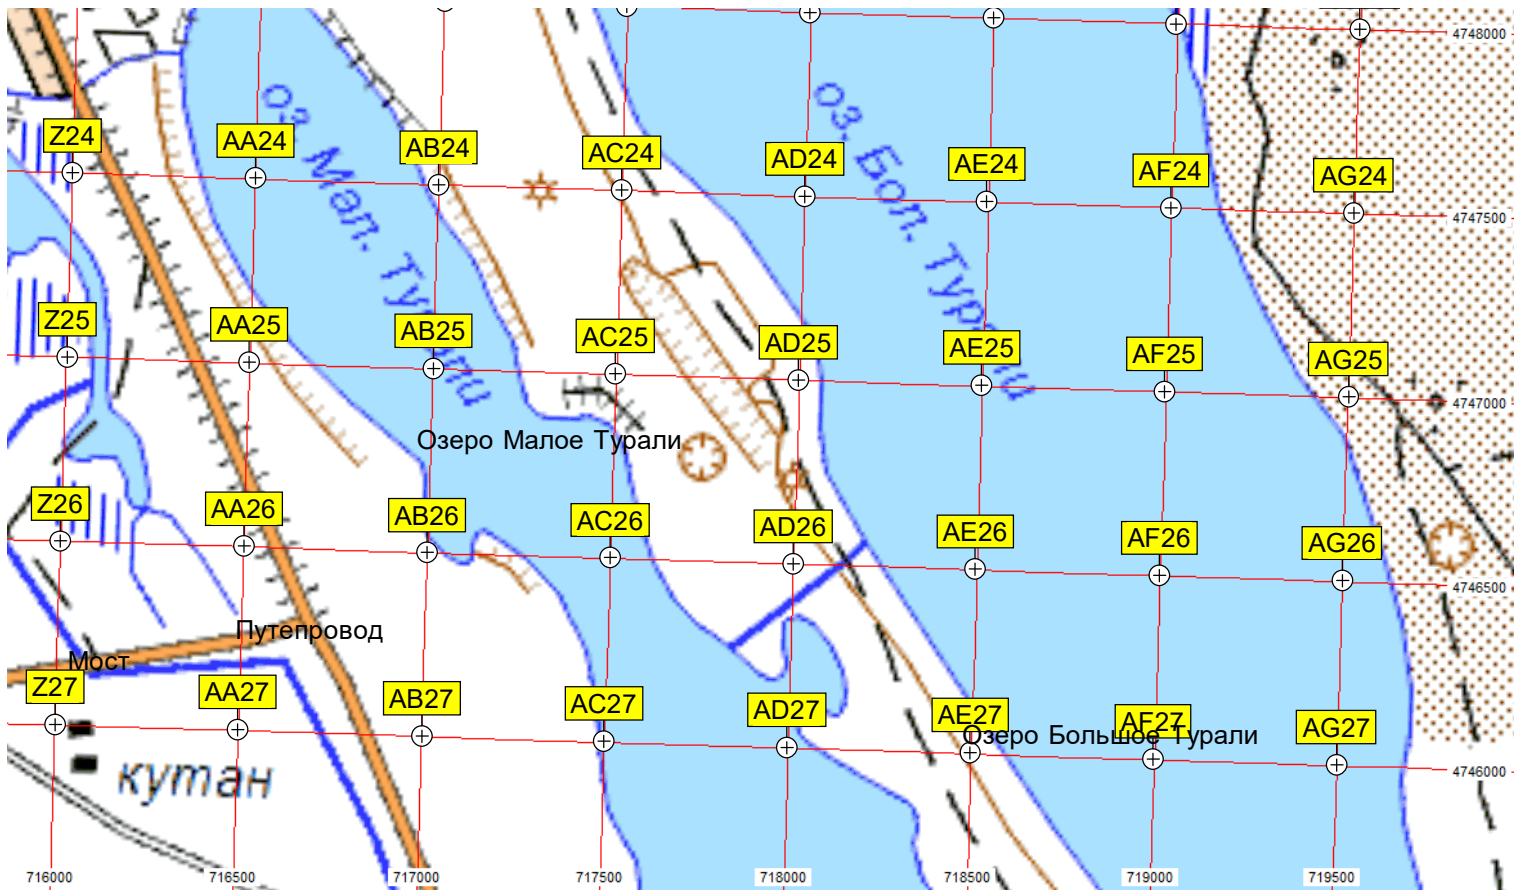 4748000
оз. Мал. Турали
оз. Бол. Турали
Z24
AA24
AB24
AC24
AD24
AE24
AF24
AG24
4747500
Z25
AA25
AB25
AC25
AD25
AE25
AF25
AG25
4747000
Озеро Малое Турали
Z26
AA26
AB26
AC26
AD26
AE26
AF26
AG26
4746500
Путепровод
Мост
Z27
AA27
AB27
AC27
AD27
AE27
AF27
AG27
Озеро Большое Турали
4746000
кутан
716000
716500
717000
717500
718000
718500
719000
719500